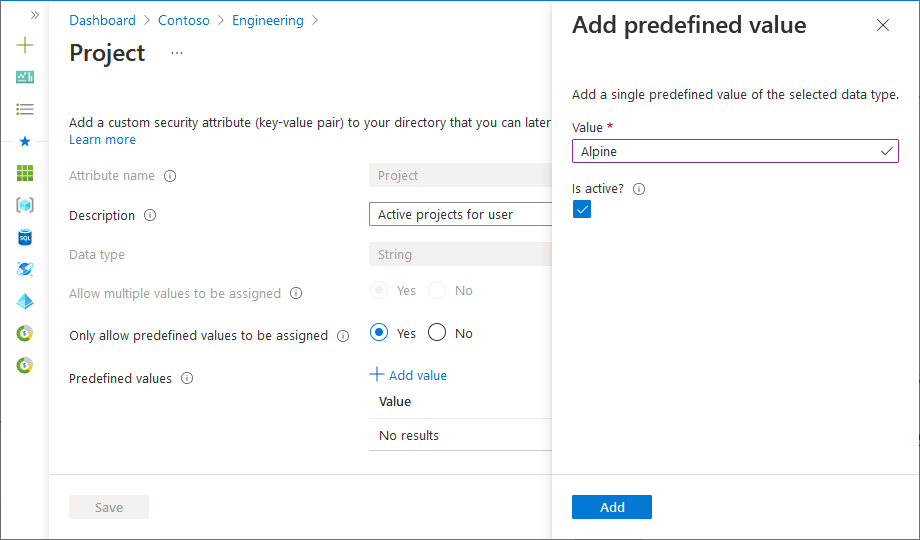 Dashboard > Contoso > Engineering >
Project ...
Add a custom security attribute (key-value pair) to your directory that you can later
Learn more
Attribute name
Project
Description
Active projects for user
Data type
String
Allow multiple values to be assigned
Yes No
Only allow predefined values to be assigned
Yes No
Predefined values
Add value
Value
No results
Save
Add predefined value
Add a single predefined value of the selected data type.
Value *
Alpine
Is active?
Add
SQL